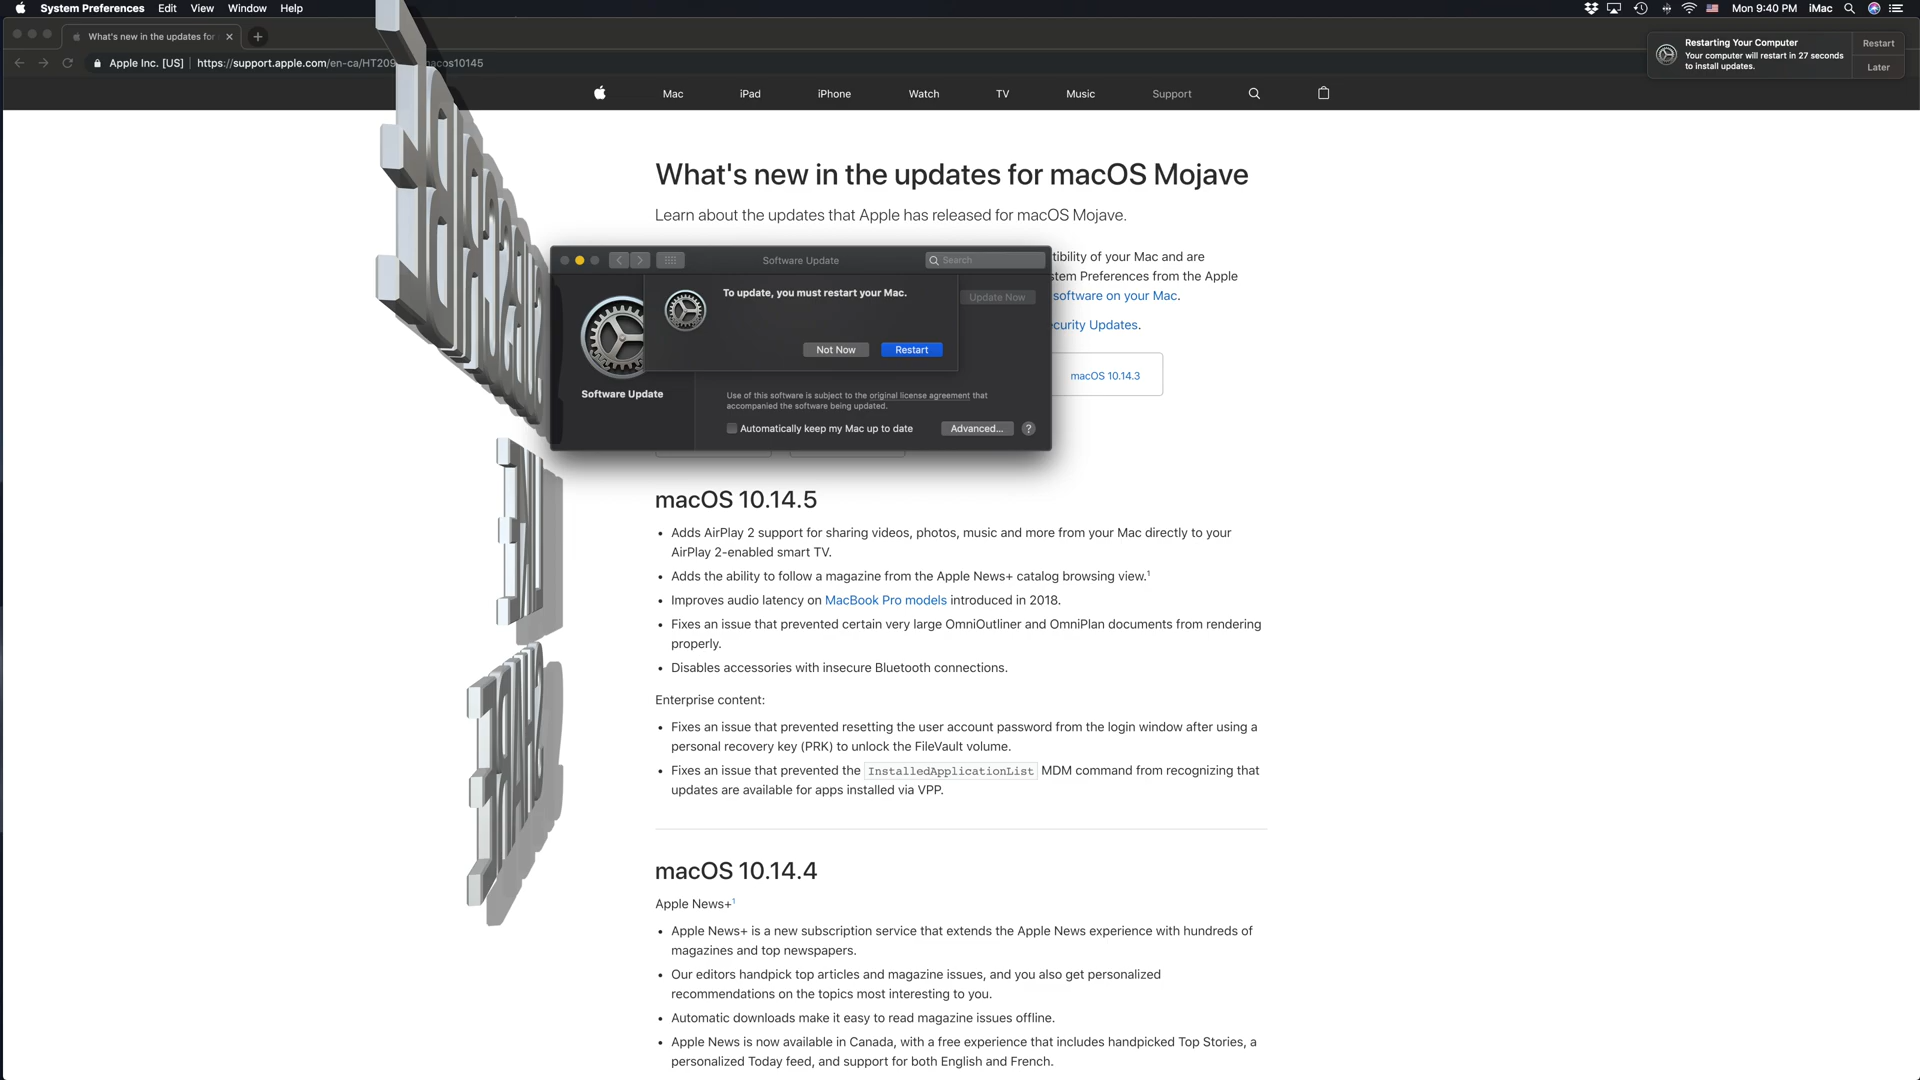 System Preferences Edit View Window Help
Mon 9:40 PM iMac
What's new in the updates for
Apple Inc. [US] https://support.apple.com/en-ca/HT209 acos10145
Restarting Your Computer
Your computer will restart in 27 seconds
to install updates.
Restart
Later
Mac iPad iPhone Watch TV Music Support
What's new in the updates for macOS Mojave
Learn about the updates that Apple has released for macOS Mojave.
tibility of your Mac and are
stem Preferences from the Apple
software on your Mac.
curity Updates.
macOS 10.14.3
Software Update
Search
To update, you must restart your Mac.
Update Now
Not Now Restart
Software Update
Use of this software is subject to the original license agreement that
accompanied the software being updated.
Automatically keep my Mac up to date Advanced... ?
macOS 10.14.5
• Adds AirPlay 2 support for sharing videos, photos, music and more from your Mac directly to your
AirPlay 2-enabled smart TV.
• Adds the ability to follow a magazine from the Apple News+ catalog browsing view.1
• Improves audio latency on MacBook Pro models introduced in 2018.
• Fixes an issue that prevented certain very large OmniOutliner and OmniPlan documents from rendering
properly.
• Disables accessories with insecure Bluetooth connections.
Enterprise content:
• Fixes an issue that prevented resetting the user account password from the login window after using a
personal recovery key (PRK) to unlock the FileVault volume.
• Fixes an issue that prevented the InstalledApplicationList MDM command from recognizing that
updates are available for apps installed via VPP.
macOS 10.14.4
Apple News+1
• Apple News+ is a new subscription service that extends the Apple News experience with hundreds of
magazines and top newspapers.
• Our editors handpick top articles and magazine issues, and you also get personalized
recommendations on the topics most interesting to you.
• Automatic downloads make it easy to read magazine issues offline.
• Apple News is now available in Canada, with a free experience that includes handpicked Top Stories, a
personalized Today feed, and support for both English and French.